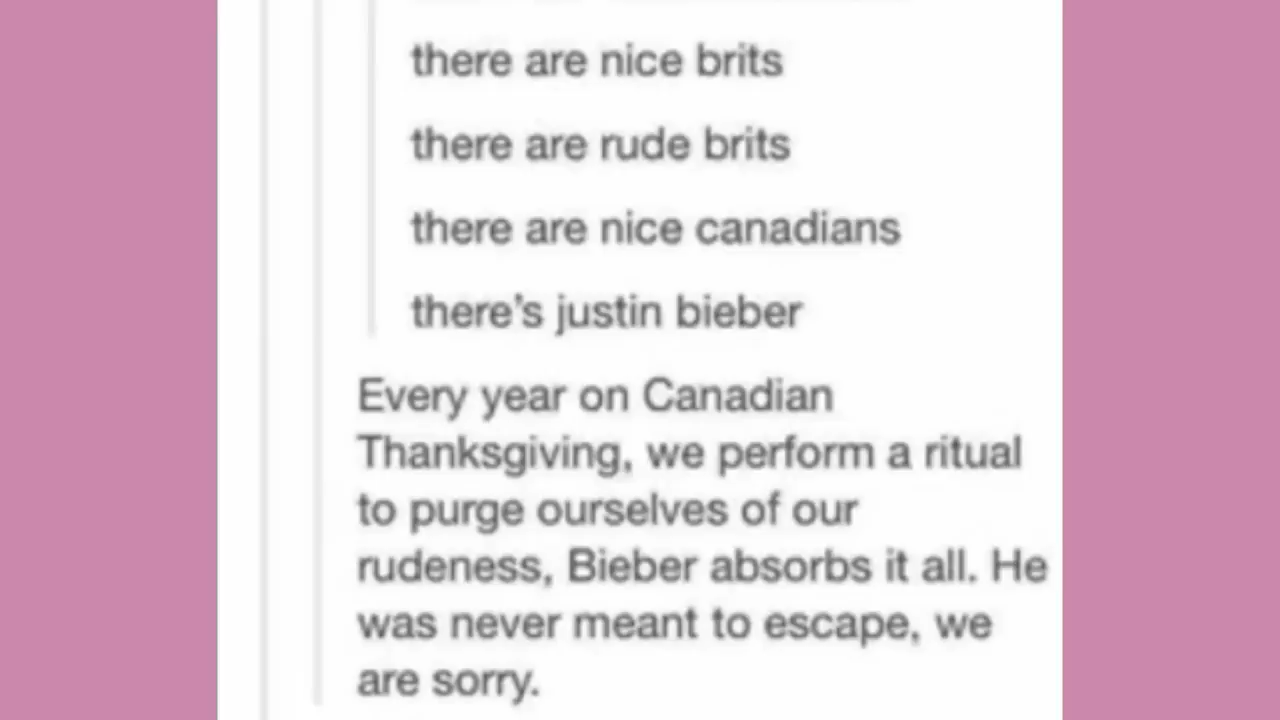 there are nice brits
there are rude brits
there are nice canadians
there's justin bieber
Every year on Canadian
Thanksgiving, we perform a ritual
to purge ourselves of our
rudeness, Bieber absorbs it all. He
was never meant to escape, we
are sorry.